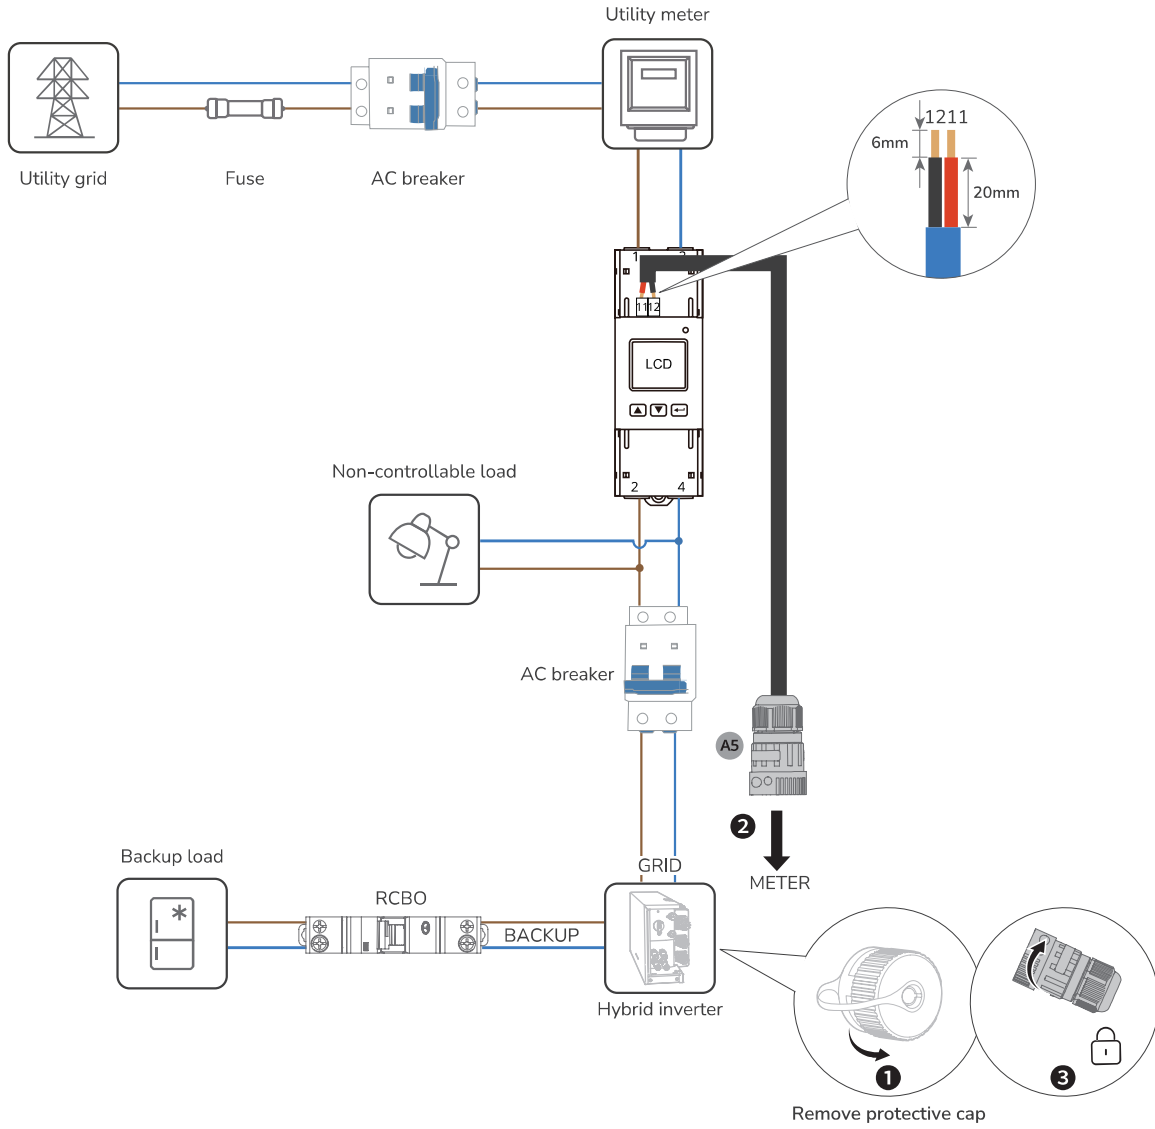 Utility meter
Utility grid
Fuse
AC breaker
1211
6mm
20mm
1
11
12
LCD
2
4
Non-controllable load
AC breaker
A5
2
METER
GRID
Backup load
RCBO
BACKUP
Hybrid inverter
1
3
Remove protective cap